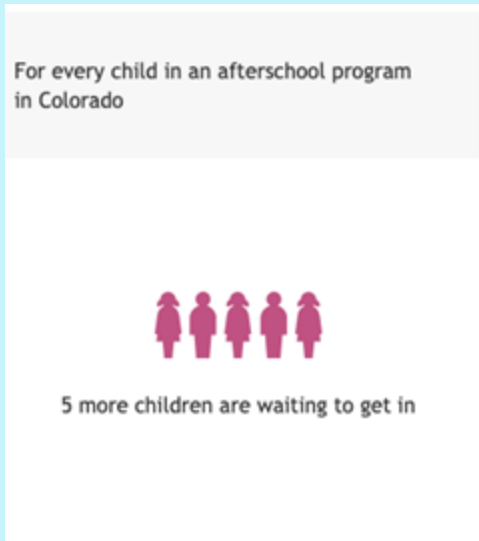 For every child in an afterschool program
in Colorado
5 more children are waiting to get in